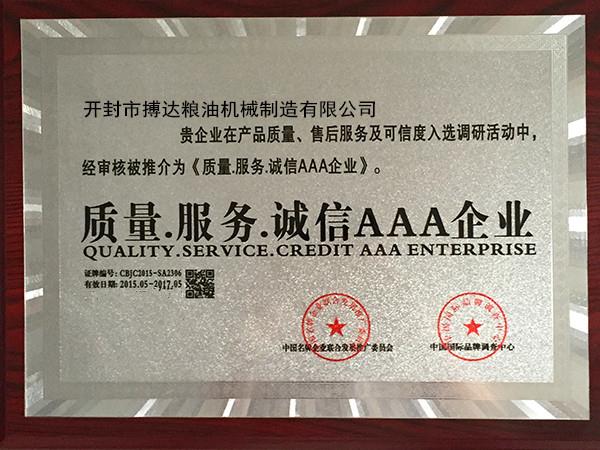 开封市搏达粮油机械制造有限公司
贵企业在产品质量、售后服务及可信度入选调研活动中，
经审核被推介为《质量.服务.诚信AAA企业》。
质量.服务.诚信AAA企业
QUALITY.SERVICE.CREDIT AAA ENTERPRISE
证牌编号：CBJC2015-SA2306
有效日期：2015.05-2017.05
中国名牌企业联合发展推广委员会
中国国际品牌调查中心